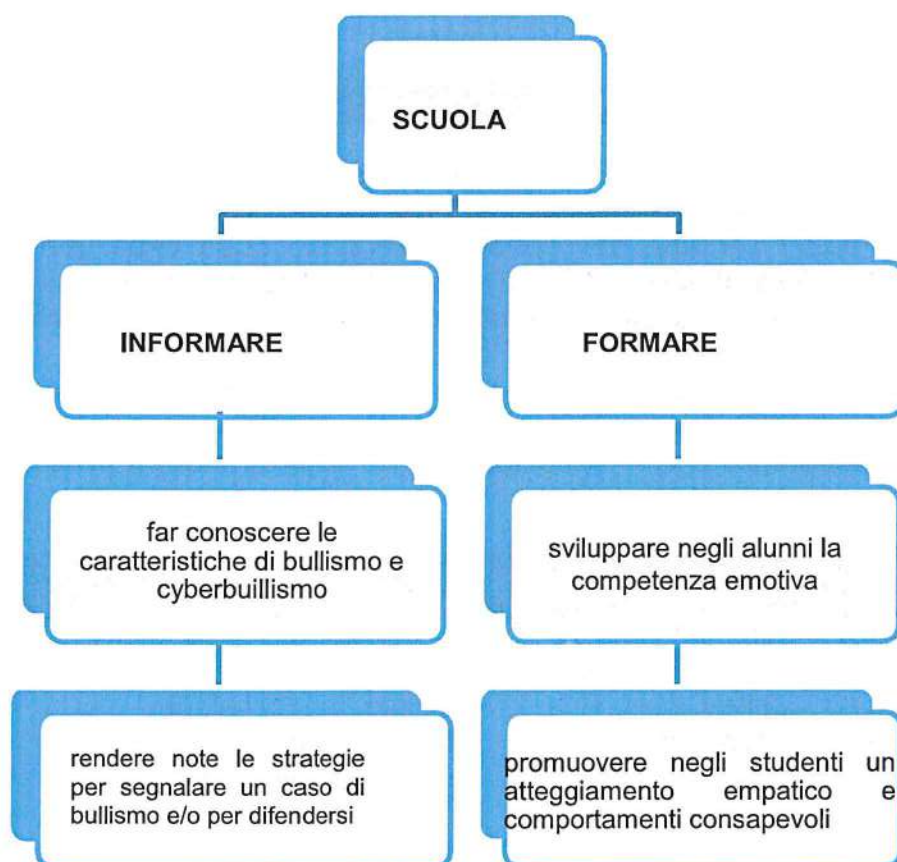 SCUOLA
INFORMARE
FORMARE
far conoscere le
caratteristiche di bullismo e
cyberbuillismo
sviluppare negli alunni la
competenza emotiva
rendere note le strategie
per segnalare un caso di
bullismo e/o per difendersi
promuovere negli studenti un
atteggiamento empatico e
comportamenti consapevoli